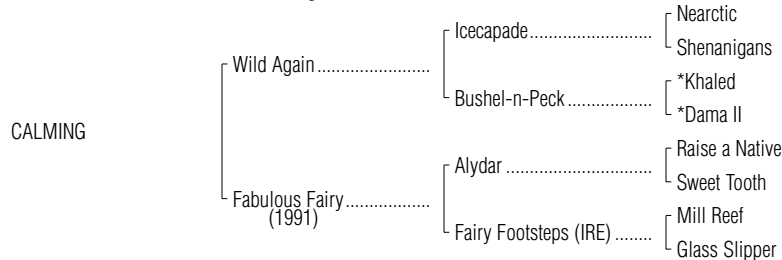 Nearctic
Icecapade..............................
Shenanigans
Wild Again........................
*Khaled
Bushel-n-Peck .....................
*Dama II
CALMING
Raise a Native
Alydar ....................................
Sweet Tooth
Fabulous Fairy..................
(1991)
Mill Reef
Fairy Footsteps (IRE) ........
Glass Slipper